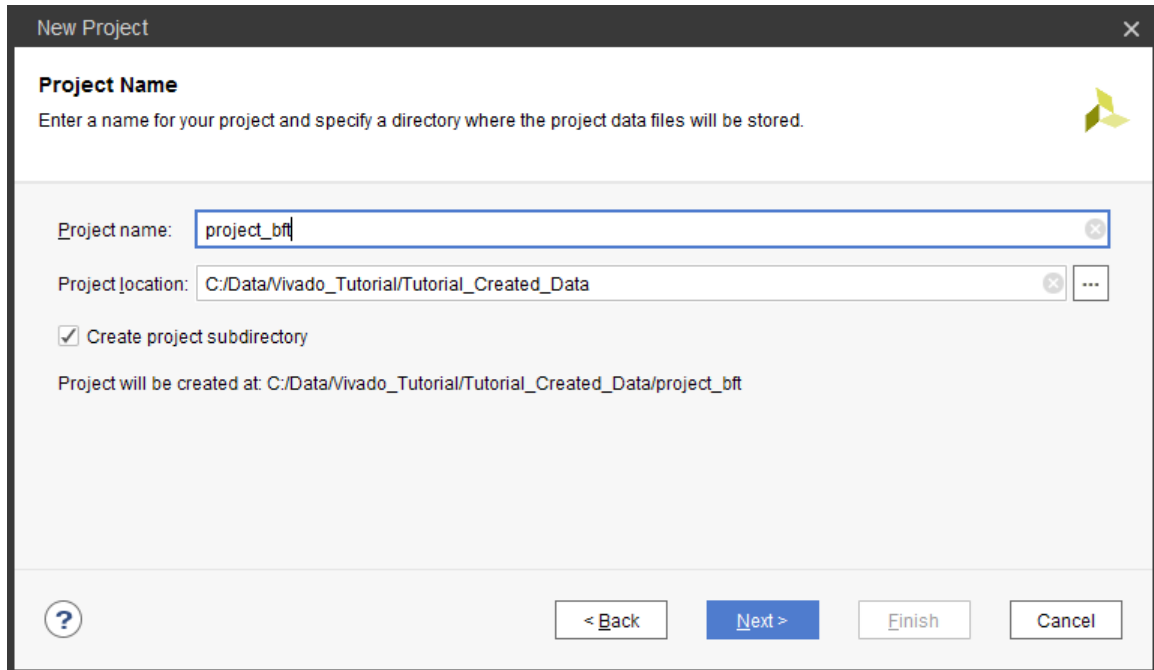 New Project
Project Name
Enter a name for your project and specify a directory where the project data files will be stored.
Project name: project_bft
Project location: C:/Data/Vivado_Tutorial/Tutorial_Created_Data ...
Create project subdirectory
Project will be created at: C:/Data/Vivado_Tutorial/Tutorial_Created_Data/project_bft
? < Back Next > Finish Cancel